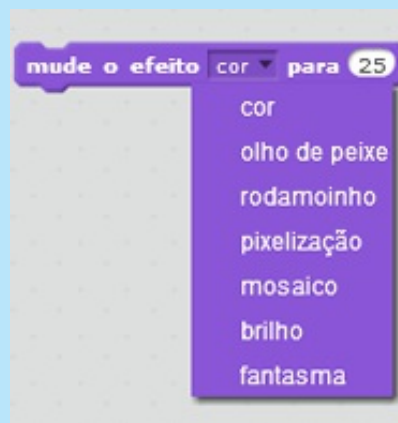 mude o efeito cor para 25
cor
olho de peixe
rodamoinho
pixelização
mosaico
brilho
fantasma